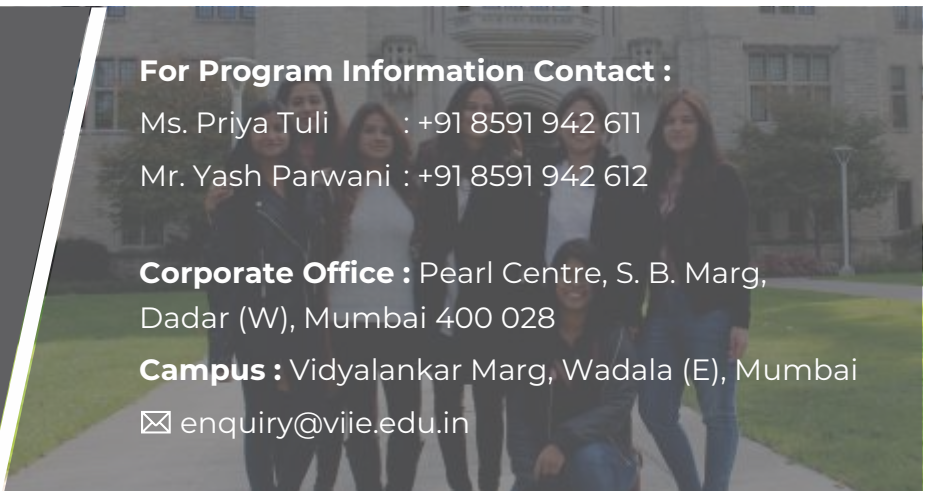 For Program Information Contact :
Ms. Priya Tuli : +91 8591 942 611
Mr. Yash Parwani : +91 8591 942 612
Corporate Office : Pearl Centre, S. B. Marg,
Dadar (W), Mumbai 400 028
Campus : Vidyalankar Marg, Wadala (E), Mumbai
✉ enquiry@viie.edu.in